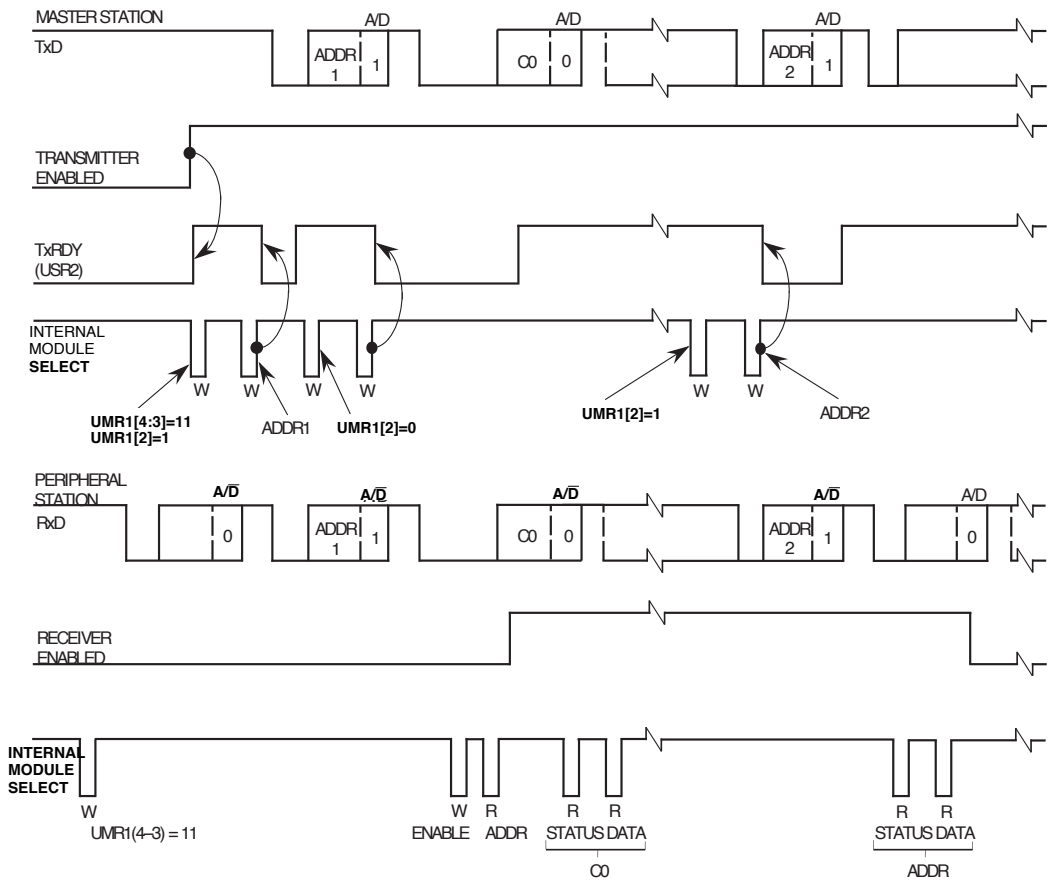 MASTER STATION
A/D A/D A/D
TxD
ADDR 1 1 C0 0 ADDR 2 1
TRANSMITTER
ENABLED
TxRDY
(USR2)
INTERNAL
MODULE
SELECT
W W W W W W
UMR1[4:3]=11
UMR1[2]=1
ADDR1
UMR1[2]=0
UMR1[2]=1
ADDR2
PERIPHERAL
STATION
A/D̅ A/D̅ A/D̅ A/D̅ A/D
RxD
0 ADDR 1 1 C0 0 ADDR 2 1 0
RECEIVER
ENABLED
INTERNAL
MODULE
SELECT
W W R R R R R
UMR1(4–3) = 11 ENABLE ADDR STATUS DATA STATUS DATA
C0 ADDR